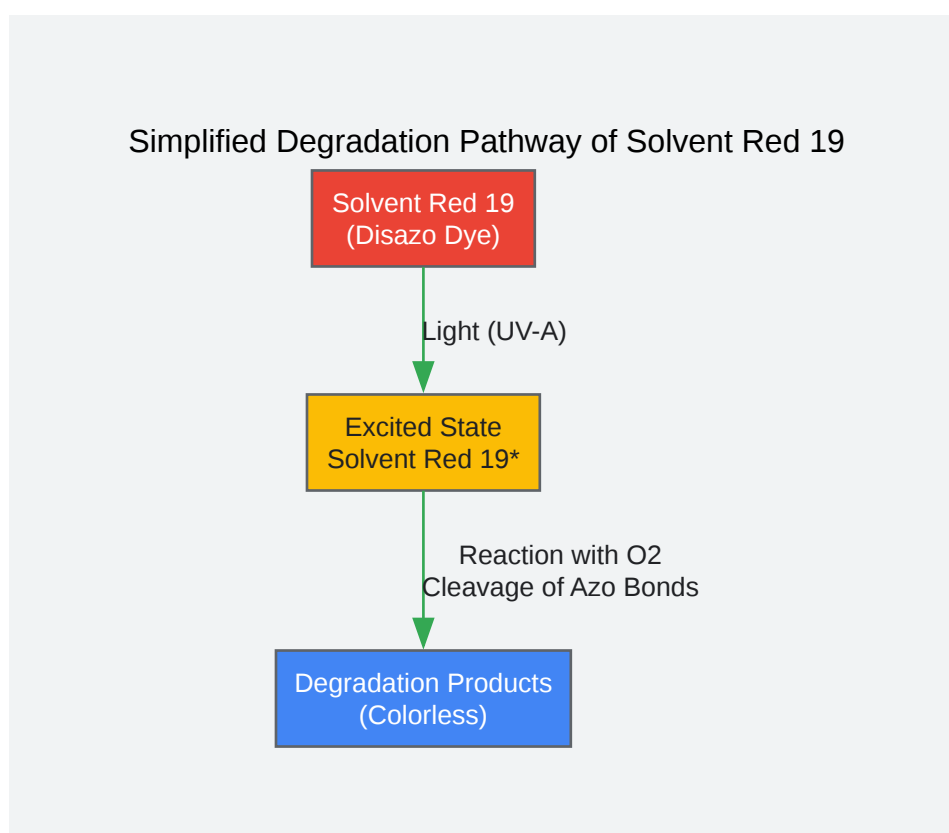 Simplified Degradation Pathway of Solvent Red 19
Solvent Red 19
(Disazo Dye)
Light (UV-A)
Excited State
Solvent Red 19*
Reaction with O2
Cleavage of Azo Bonds
Degradation Products
(Colorless)